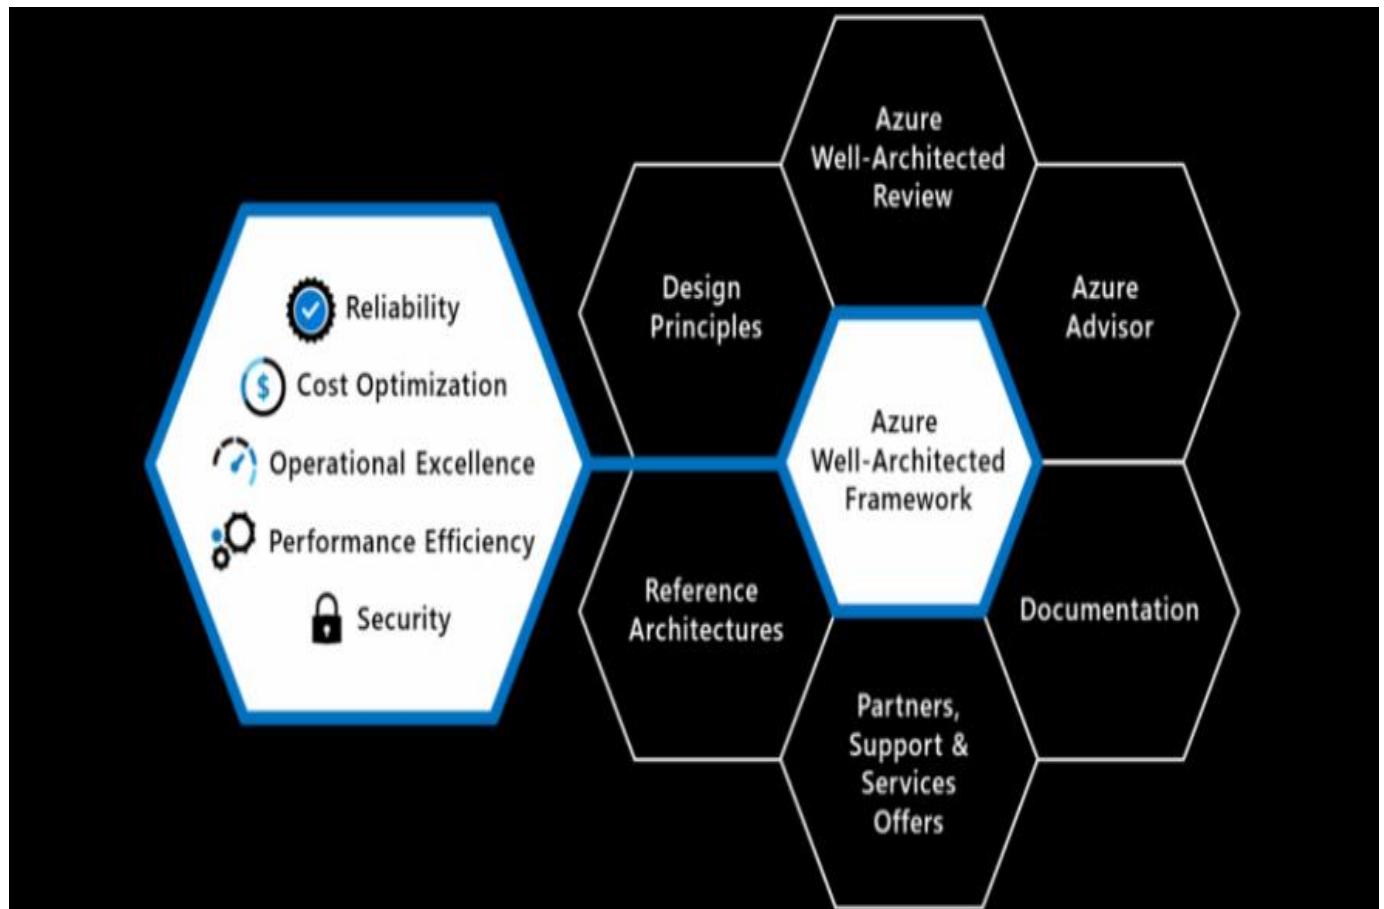 Reliability
$
Cost Optimization
Operational Excellence
Performance Efficiency
Security
Azure
Well-Architected
Review
Design
Principles
Azure
Advisor
Azure
Well-Architected
Framework
Reference
Architectures
Documentation
Partners,
Support &
Services
Offers